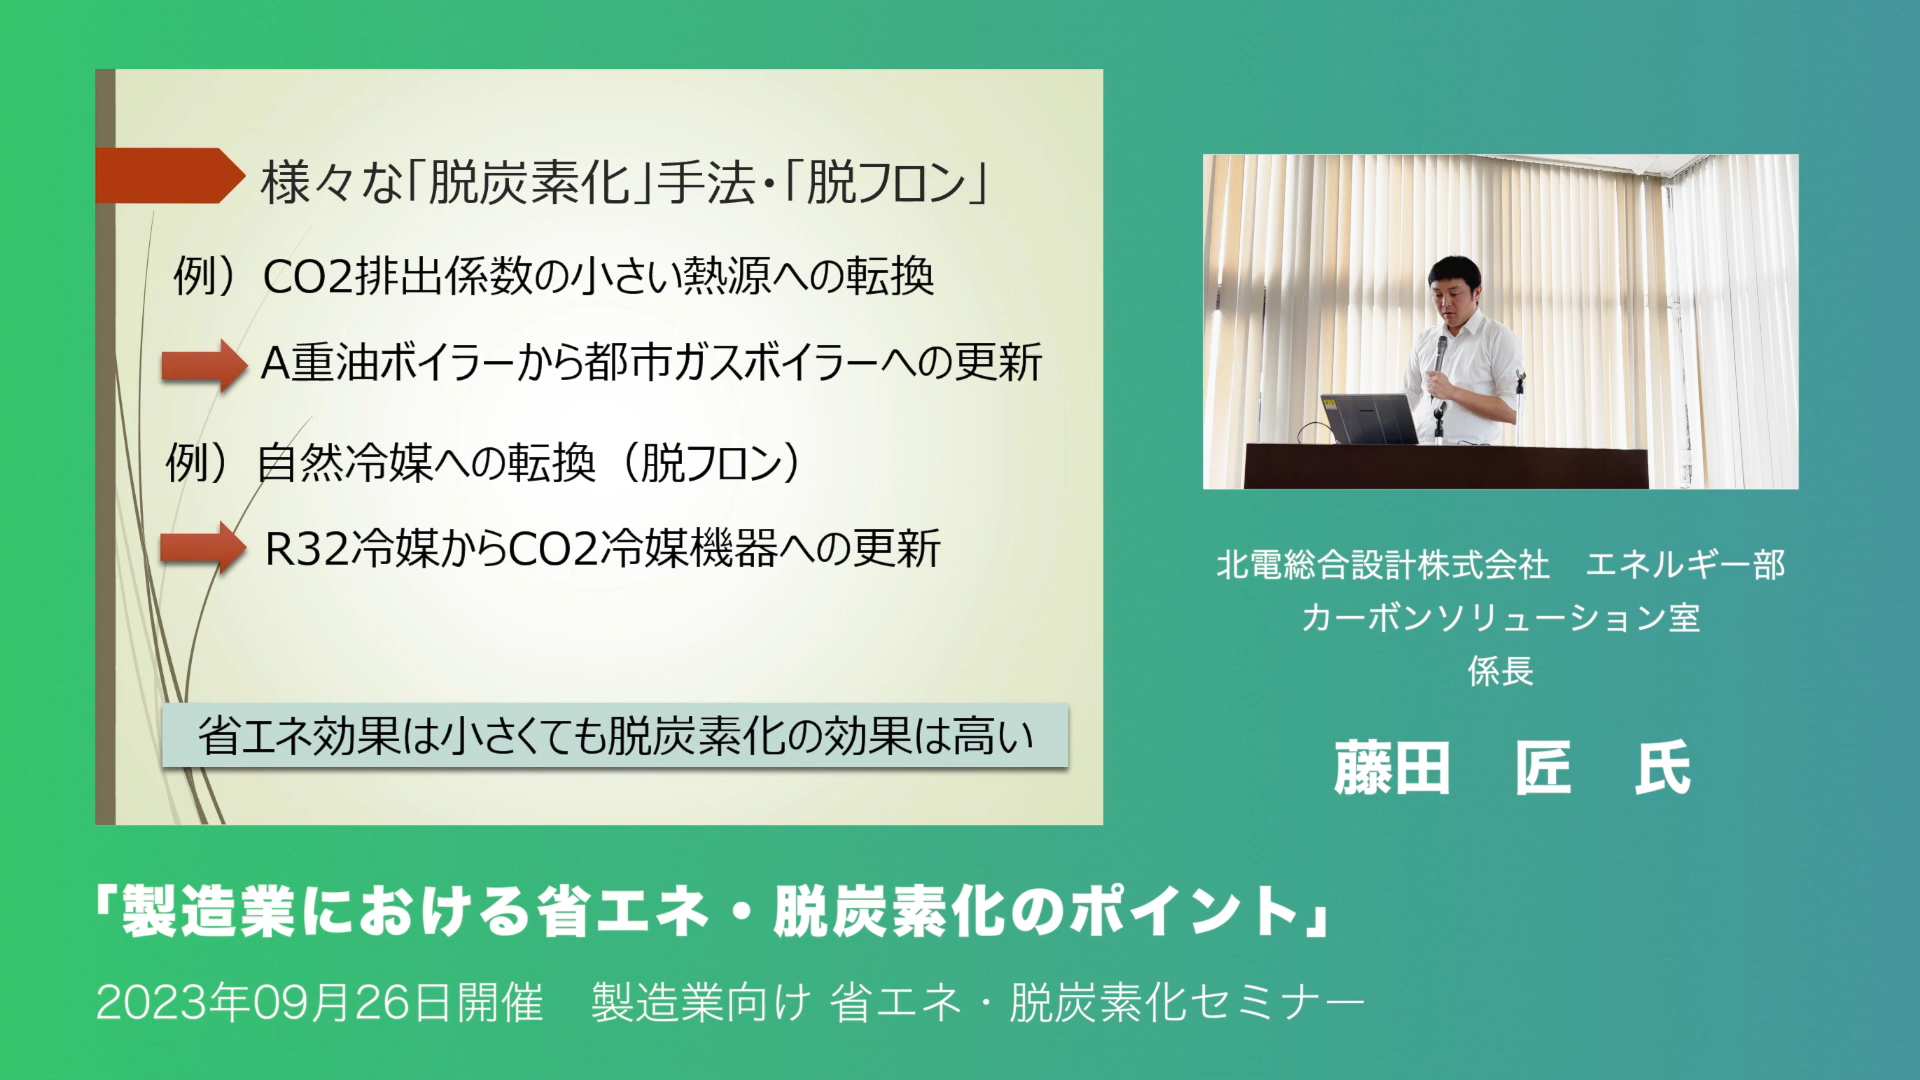 様々な「脱炭素化」手法・「脱フロン」
例）CO2排出係数の小さい熱源への転換
A重油ボイラーから都市ガスボイラーへの更新
例）自然冷媒への転換（脱フロン）
R32冷媒からCO2冷媒機器への更新
省エネ効果は小さくても脱炭素化の効果は高い
北電総合設計株式会社　エネルギー部
カーボンソリューション室
係長
藤田　匠　氏
「製造業における省エネ・脱炭素化のポイント」
2023年09月26日開催　製造業向け 省エネ・脱炭素化セミナー